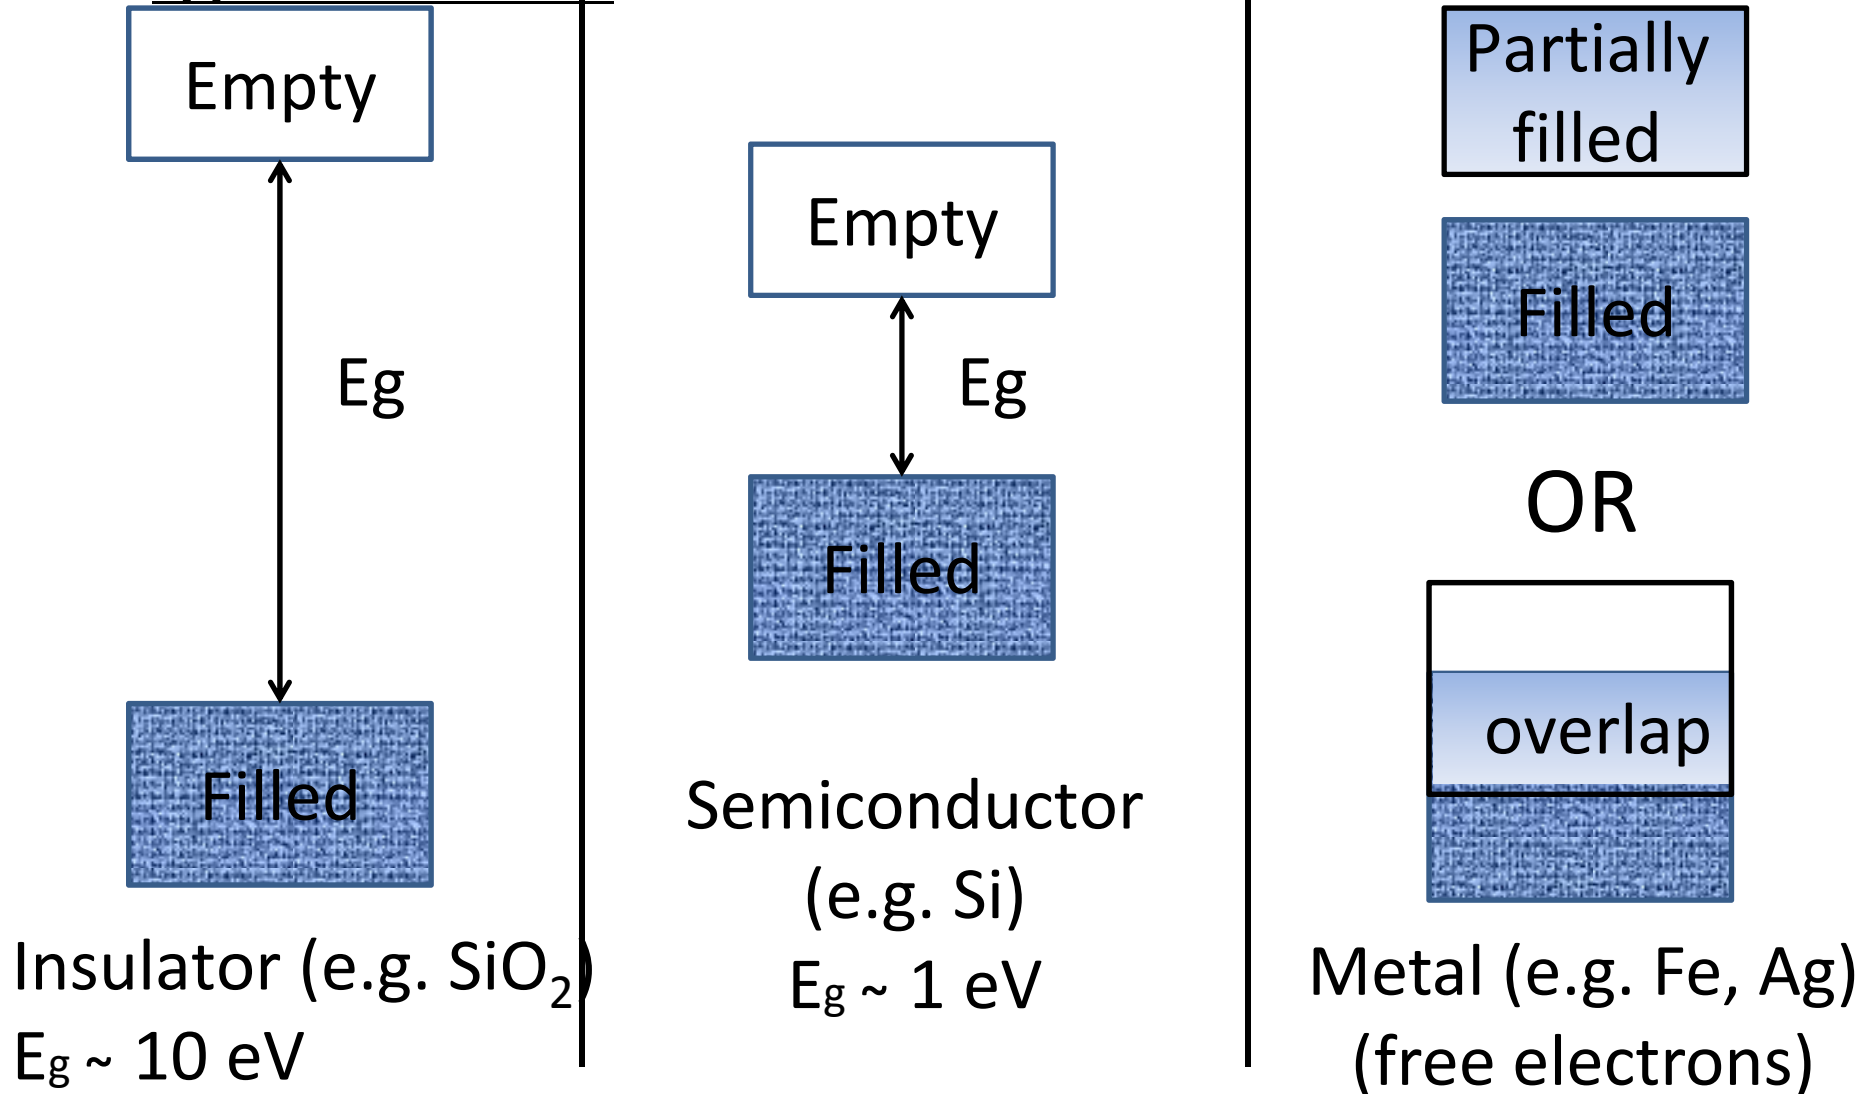 Empty
Eg
Filled
Insulator (e.g. SiO₂)
Eg ~ 10 eV
Empty
Eg
Filled
Semiconductor
(e.g. Si)
Eg ~ 1 eV
Partially
filled
Filled
OR
overlap
Metal (e.g. Fe, Ag)
(free electrons)